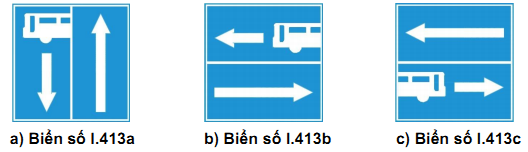 a) Biển số I.413a
b) Biển số I.413b
c) Biển số I.413c